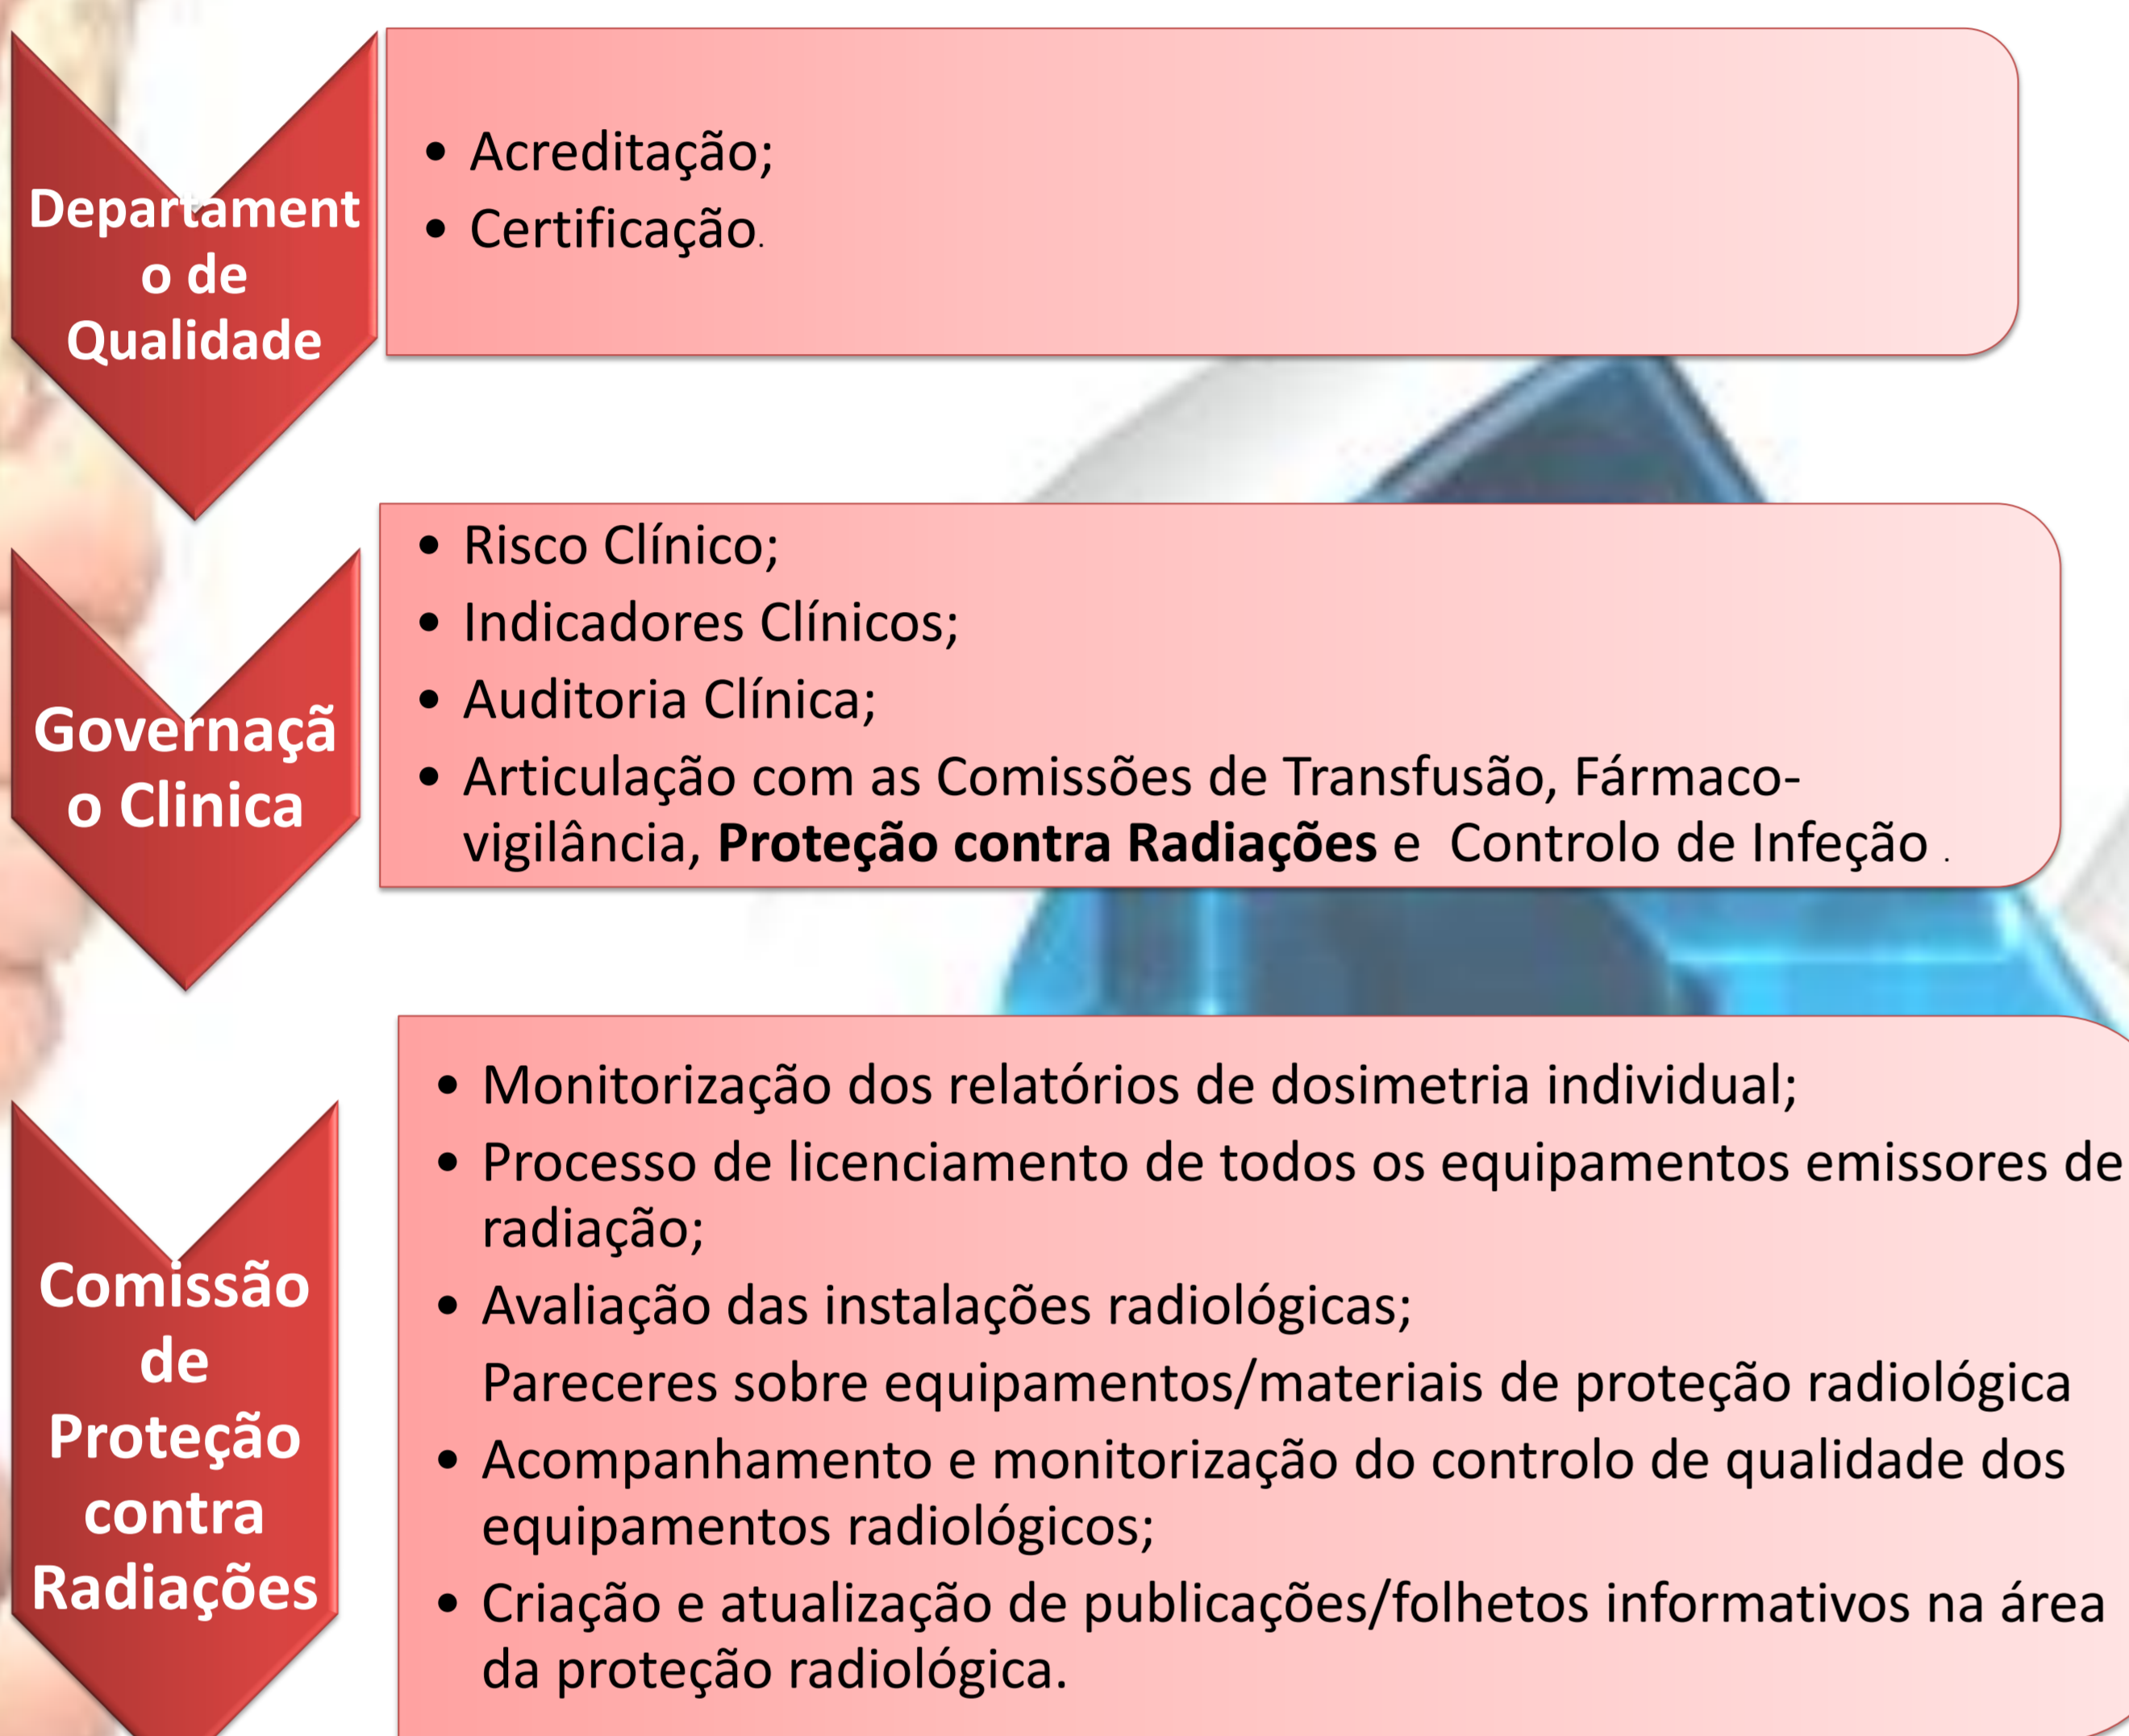 Departament
o de
Qualidade
• Acreditação;
• Certificação.
Governaçã
o Clinica
• Risco Clínico;
• Indicadores Clínicos;
• Auditoria Clínica;
• Articulação com as Comissões de Transfusão, Fármaco-
vigilância, Proteção contra Radiações e Controlo de Infeção .
Comissão
de
Proteção
contra
Radiações
• Monitorização dos relatórios de dosimetria individual;
• Processo de licenciamento de todos os equipamentos emissores de
radiação;
• Avaliação das instalações radiológicas;
Pareceres sobre equipamentos/materiais de proteção radiológica
• Acompanhamento e monitorização do controlo de qualidade dos
equipamentos radiológicos;
• Criação e atualização de publicações/folhetos informativos na área
da proteção radiológica.